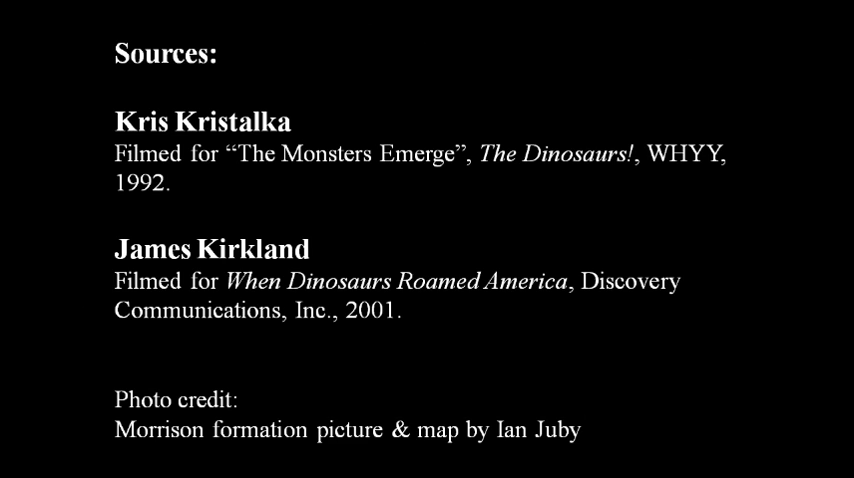 Sources:
Kris Kristalka
Filmed for “The Monsters Emerge”, The Dinosaurs!, WHYY,
1992.
James Kirkland
Filmed for When Dinosaurs Roamed America, Discovery
Communications, Inc., 2001.
Photo credit:
Morrison formation picture & map by Ian Juby